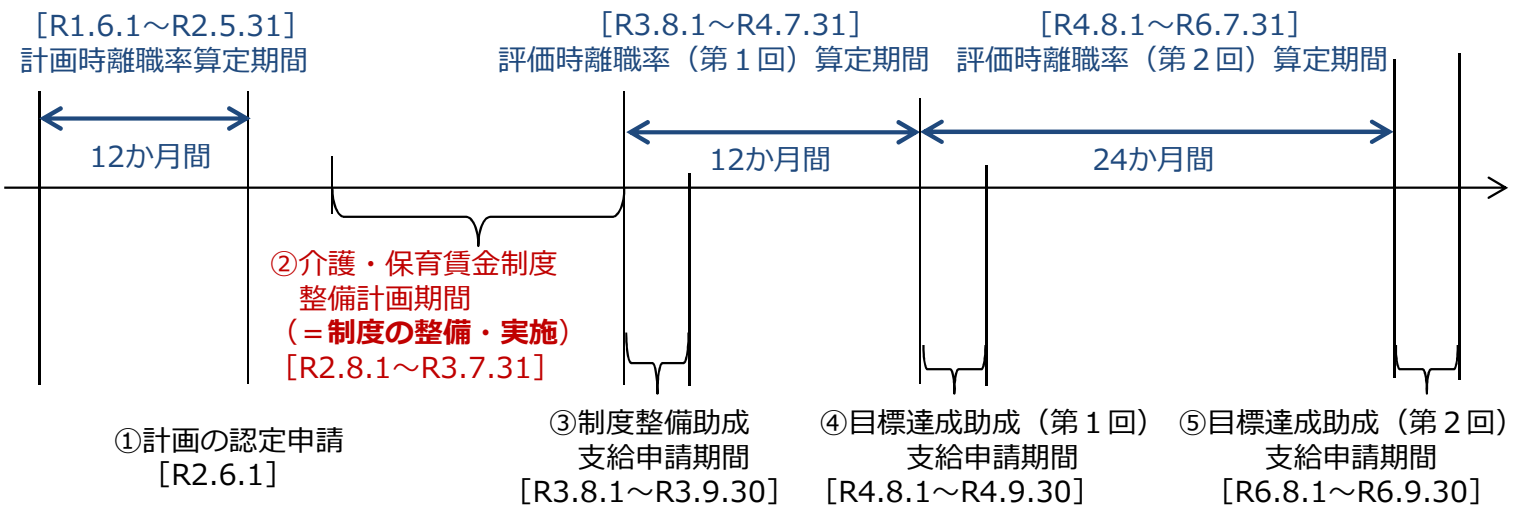 ［R1.6.1～R2.5.31］
計画時離職率算定期間
［R3.8.1～R4.7.31］
評価時離職率（第１回）算定期間
［R4.8.1～R6.7.31］
評価時離職率（第２回）算定期間
12か月間
12か月間
24か月間
②介護・保育賃金制度
整備計画期間
（＝制度の整備・実施）
［R2.8.1～R3.7.31］
①計画の認定申請
［R2.6.1］
③制度整備助成
支給申請期間
［R3.8.1～R3.9.30］
④目標達成助成（第１回）
支給申請期間
［R4.8.1～R4.9.30］
⑤目標達成助成（第２回）
支給申請期間
［R6.8.1～R6.9.30］